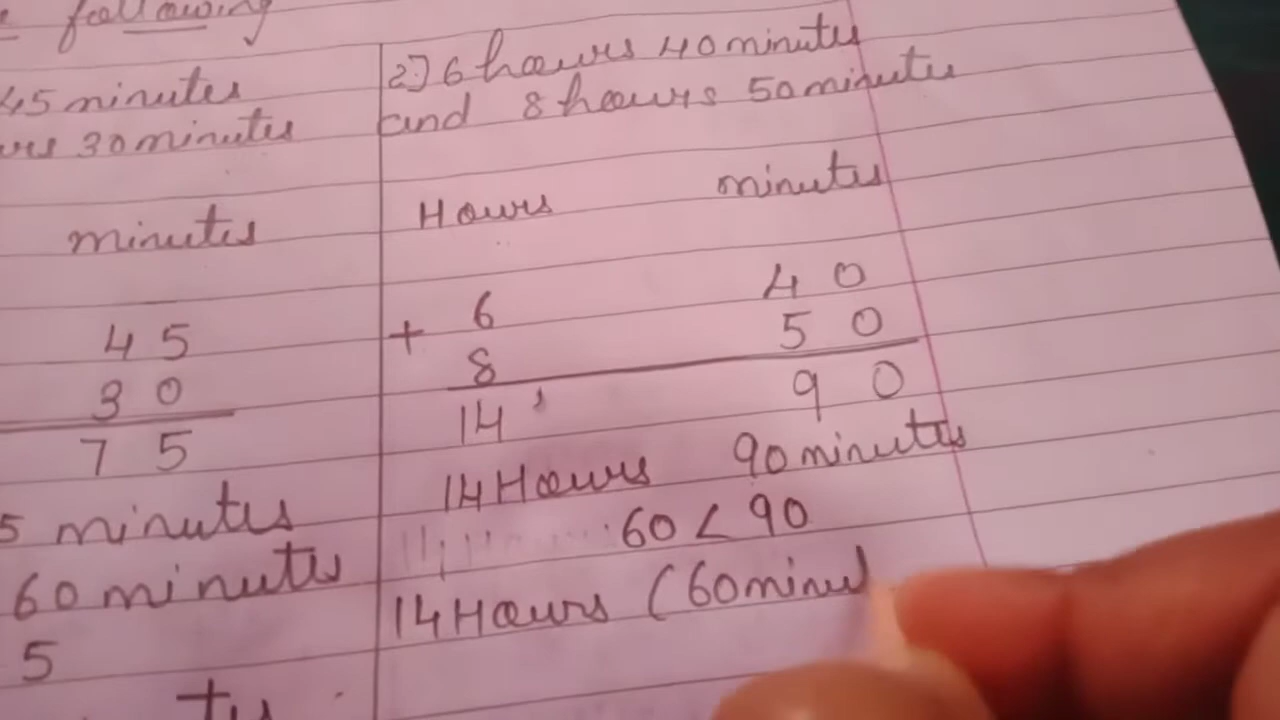 following
45 minutes
30 minutes
minutes
45
30
75
5 minutes
60 minutes
5
2) 6 hours 40 minutes
and 8 hours 50 minutes
Hours minutes
6 40
+ 8 50
14 90
14 Hours 90 minutes
60 < 90
14 Hours (60 minut